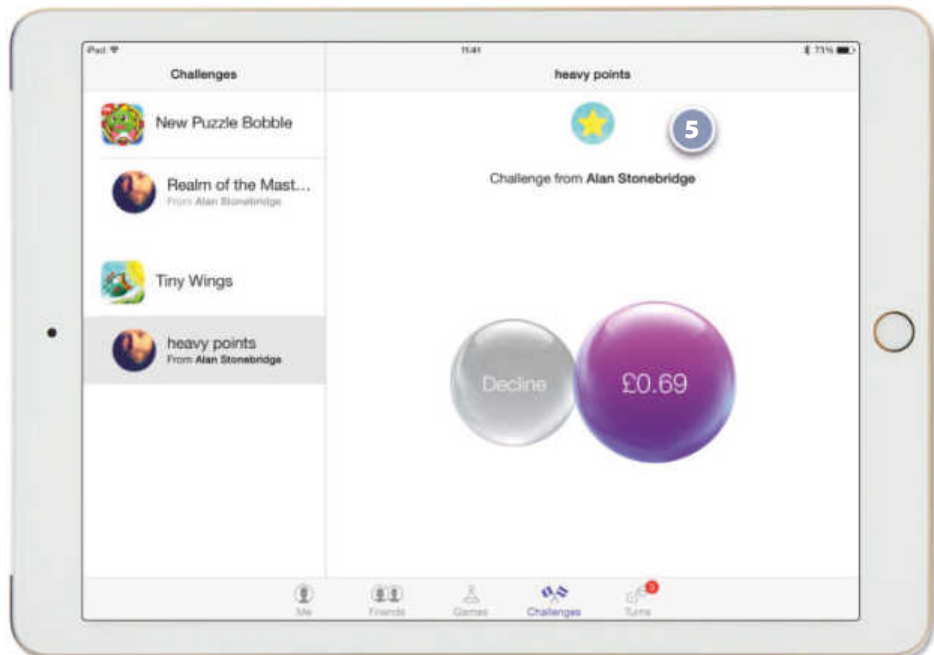 iPad
11:41
73%
Challenges
heavy points
New Puzzle Bobble
Realm of the Mast...
From Alan Stonebridge
Tiny Wings
heavy points
From Alan Stonebridge
5
Challenge from Alan Stonebridge
Decline
£0.69
Me
Friends
Games
Challenges
Turns